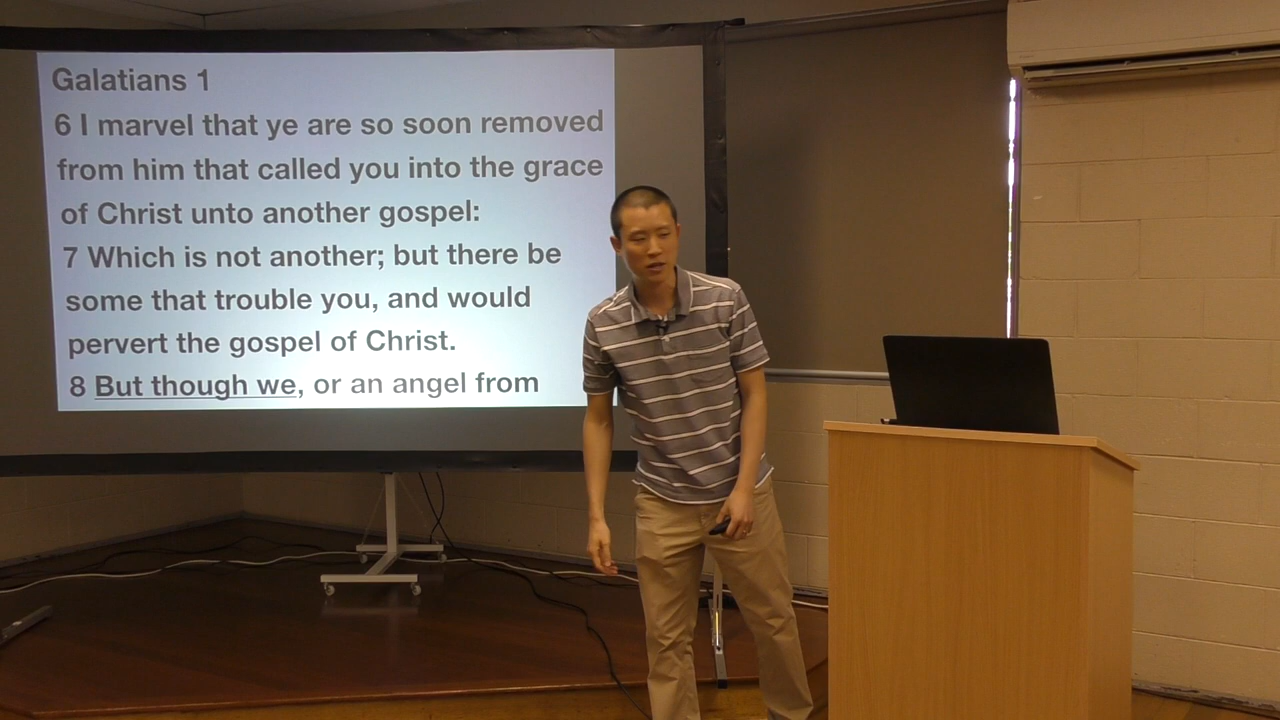 Galatians 1
6 I marvel that ye are so soon removed
from him that called you into the grace
of Christ unto another gospel:
7 Which is not another; but there be
some that trouble you, and would
pervert the gospel of Christ.
8 But though we, or an angel from